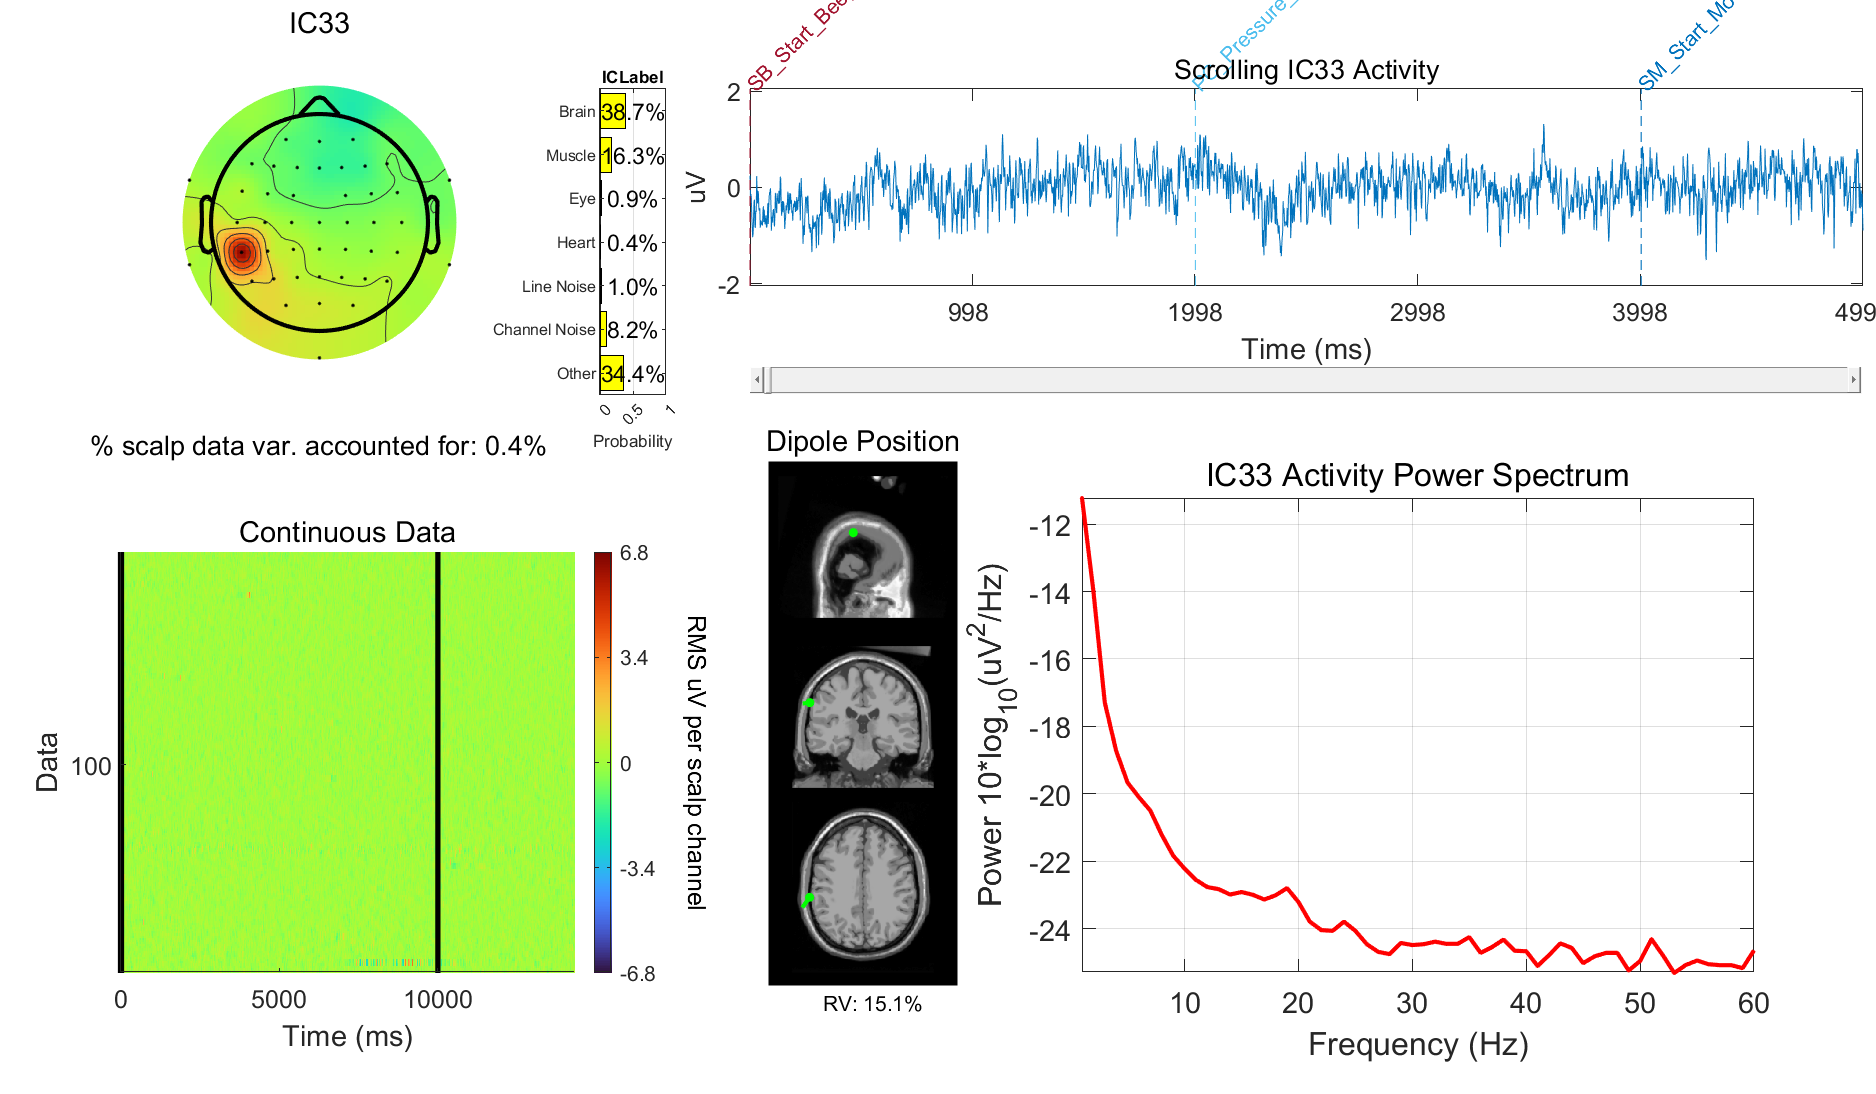 IC33
ICLabel
Brain 38.7%
Muscle 16.3%
Eye 0.9%
Heart 0.4%
Line Noise 1.0%
Channel Noise 8.2%
Other 34.4%
0 0.5 1
Probability
% scalp data var. accounted for: 0.4%
SB_Start_Bee
Pressure_
SM_Start_Mo
Scrolling IC33 Activity
2
0
-2
uV
998 1998 2998 3998 499
Time (ms)
Continuous Data
Data
100
0 5000 10000
Time (ms)
6.8
3.4
0
-3.4
-6.8
RMS uV per scalp channel
Dipole Position
RV: 15.1%
IC33 Activity Power Spectrum
Power 10*log10(uV2/Hz)
-12
-14
-16
-18
-20
-22
-24
10 20 30 40 50 60
Frequency (Hz)